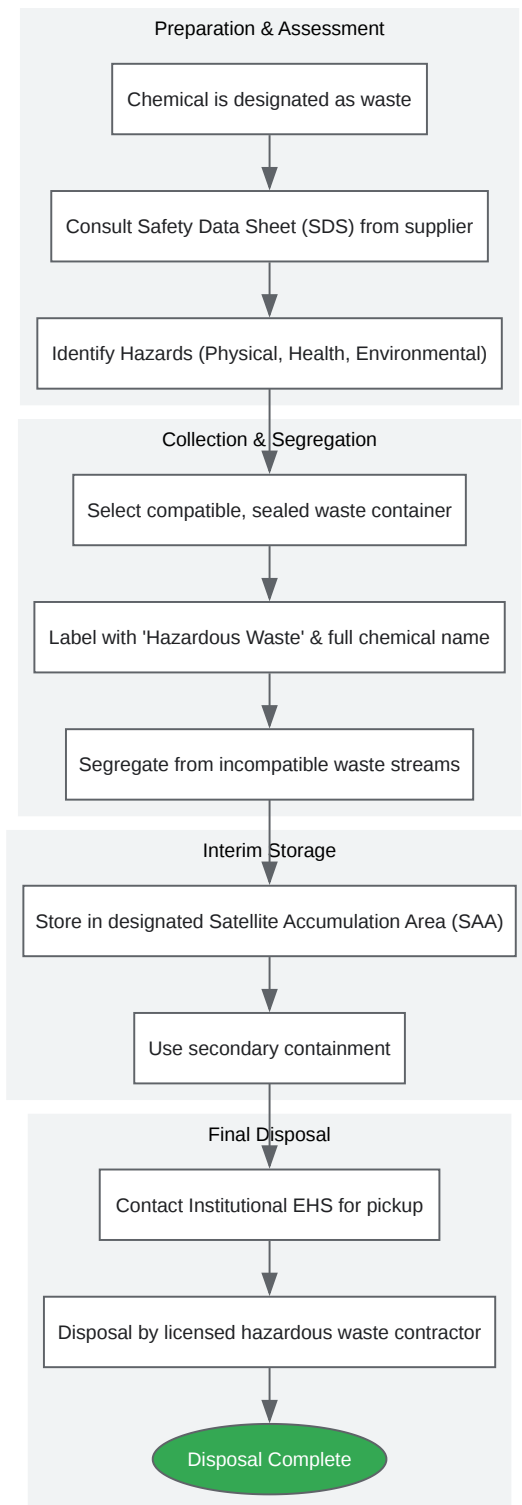 Preparation & Assessment
Chemical is designated as waste
Consult Safety Data Sheet (SDS) from supplier
Identify Hazards (Physical, Health, Environmental)
Collection & Segregation
Select compatible, sealed waste container
Label with 'Hazardous Waste' & full chemical name
Segregate from incompatible waste streams
Interim Storage
Store in designated Satellite Accumulation Area (SAA)
Use secondary containment
Final Disposal
Contact Institutional EHS for pickup
Disposal by licensed hazardous waste contractor
Disposal Complete